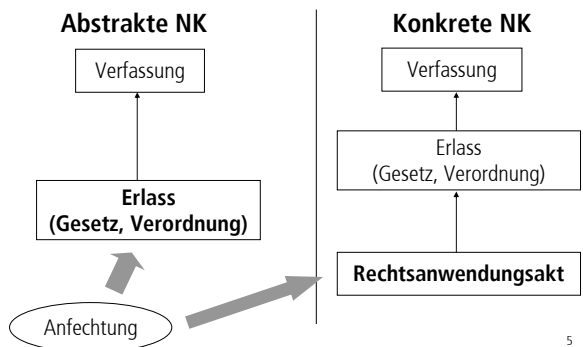 Abstrakte NK
Verfassung
Erlass
(Gesetz, Verordnung)
Anfechtung
Konkrete NK
Verfassung
Erlass
(Gesetz, Verordnung)
Rechtsanwendungsakt
5